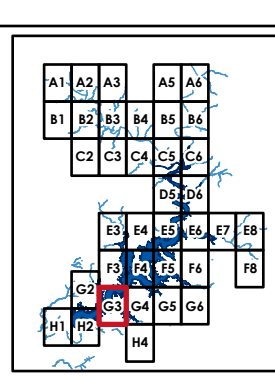 A1 A2 A3 A5 A6
B1 B2 B3 B4 B5 B6
C2 C3 C4 C5 C6
D5 D6
E3 E4 E5 E6 E7 E8
F3 F4 F5 F6 F8
G2
G3 G4 G5 G6
H1 H2
H4